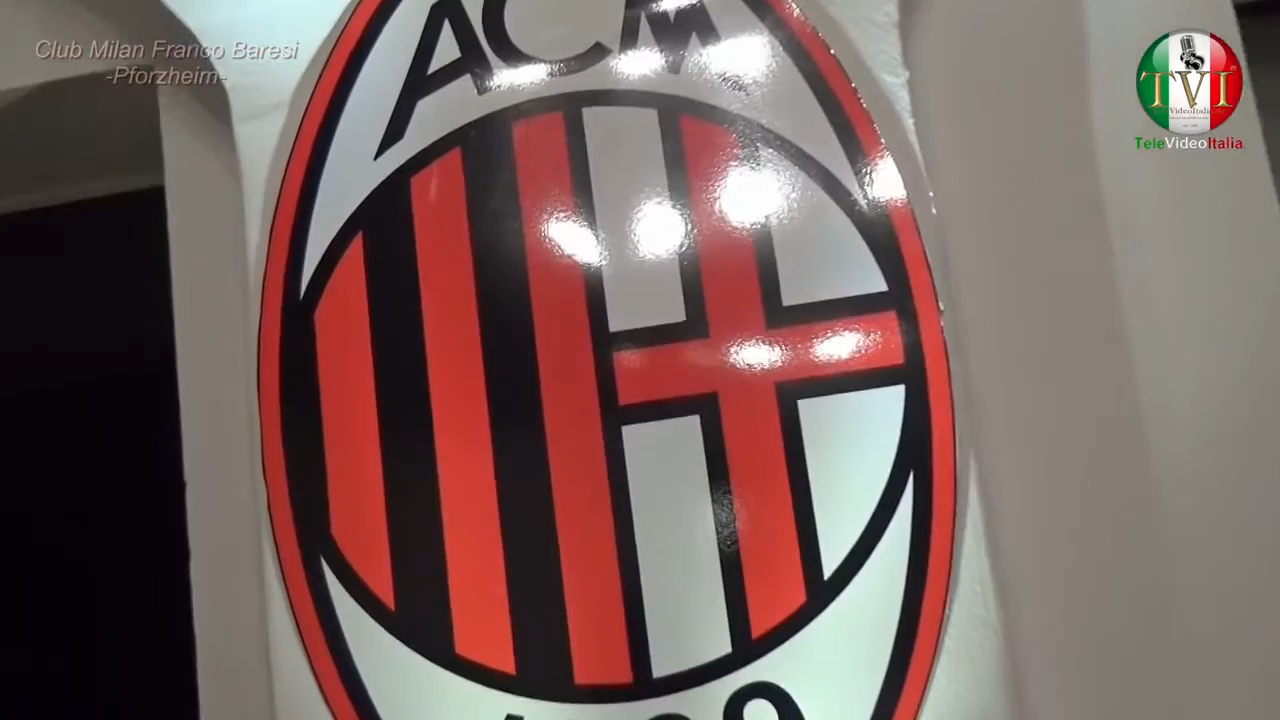 Club Milan Franco Baresi
-Pforzheim-
ACM
TVI
TeleVideoItalia